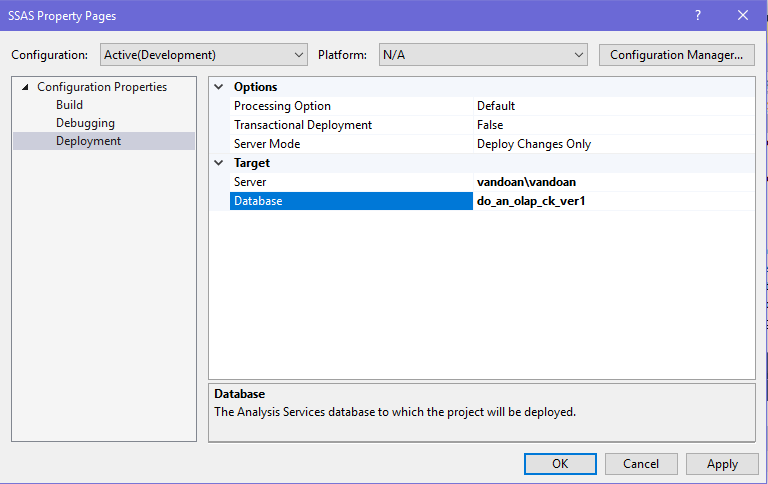 SSAS Property Pages
Configuration: Active(Development) Platform: N/A Configuration Manager...
Configuration Properties
Build
Debugging
Deployment
Options
Processing Option Default
Transactional Deployment False
Server Mode Deploy Changes Only
Target
Server vandoan\vandoan
Database do_an_olap_ck_ver1
Database
The Analysis Services database to which the project will be deployed.
OK Cancel Apply